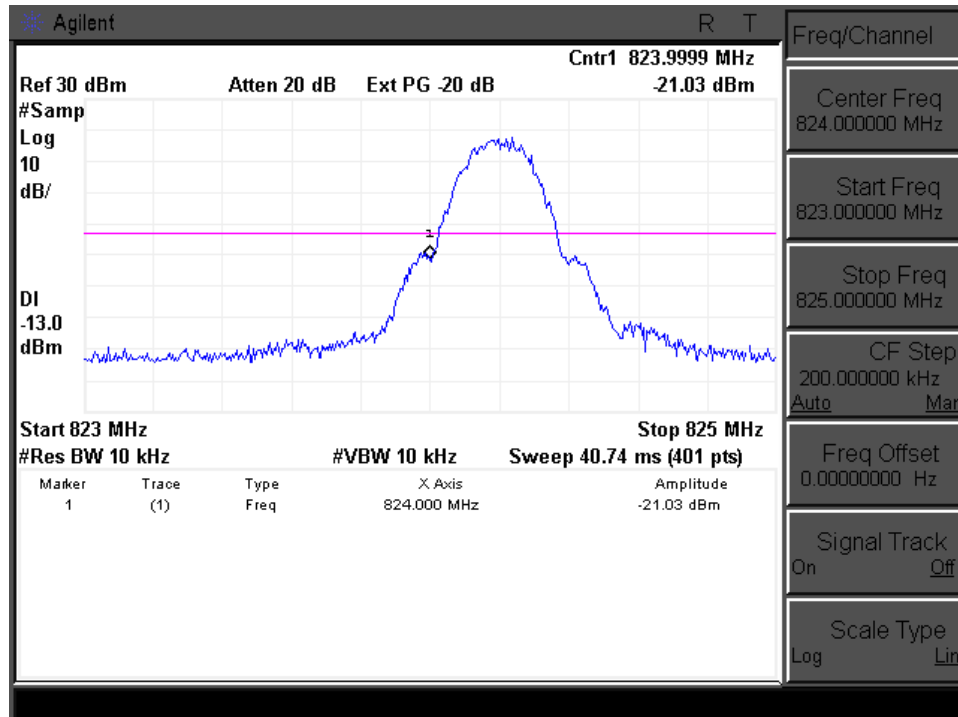 Agilent R T
Cntr1 823.9999 MHz
Ref 30 dBm Atten 20 dB Ext PG -20 dB -21.03 dBm
#Samp
Log
10
dB/
1
DI
-13.0
dBm
Start 823 MHz Stop 825 MHz
#Res BW 10 kHz #VBW 10 kHz Sweep 40.74 ms (401 pts)
Marker Trace Type X Axis Amplitude
1 (1) Freq 824.000 MHz -21.03 dBm
Freq/Channel
Center Freq
824.000000 MHz
Start Freq
823.000000 MHz
Stop Freq
825.000000 MHz
CF Step
200.000000 kHz
Auto Man
Freq Offset
0.00000000 Hz
Signal Track
On Off
Scale Type
Log Lin